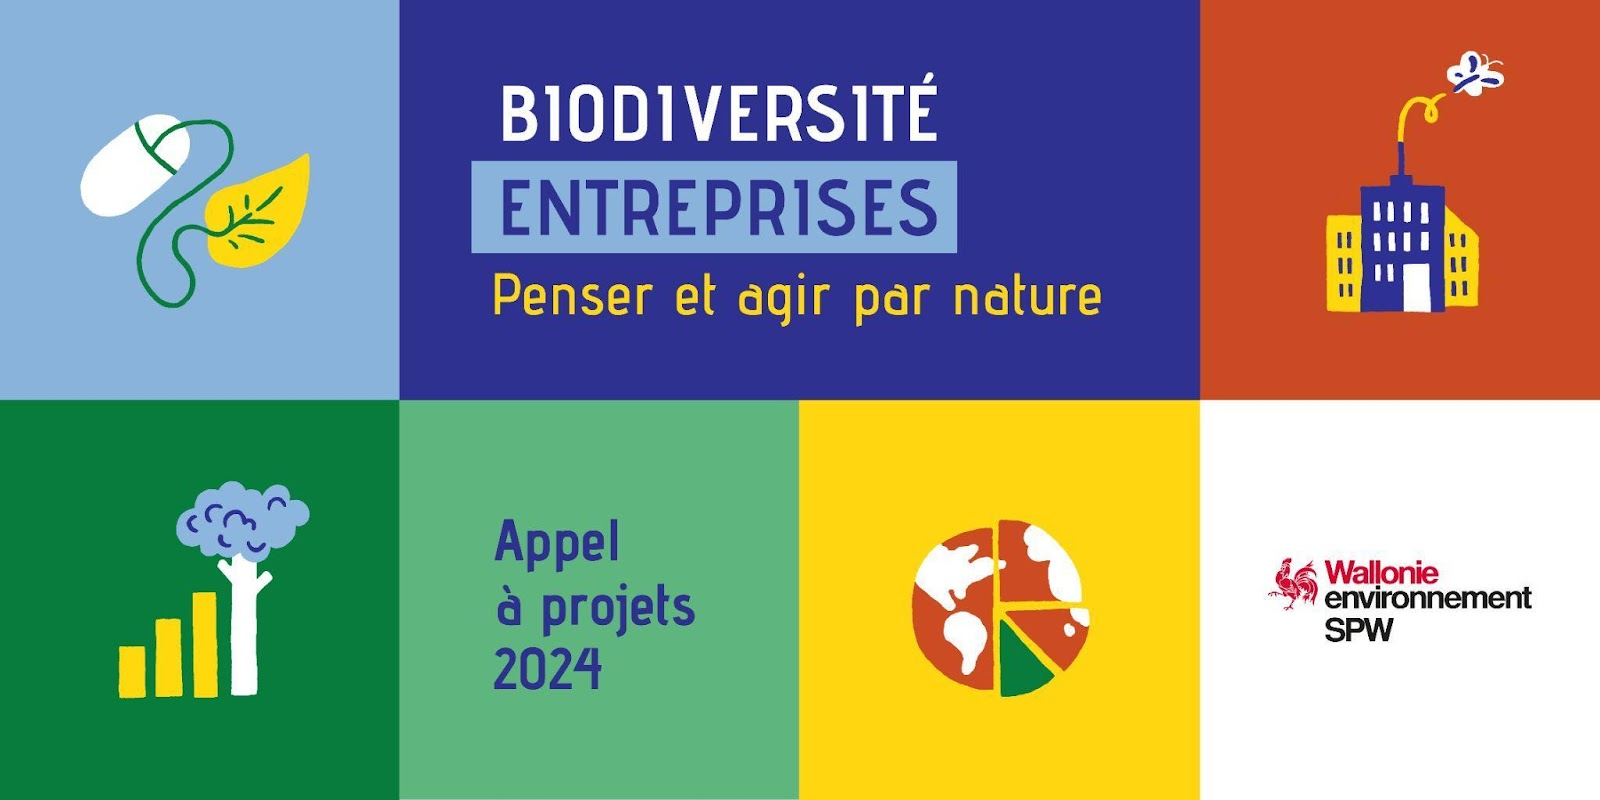 BIODIVERSITÉ
ENTREPRISES
Penser et agir par nature
Appel
à projets
2024
Wallonie
environnement
SPW